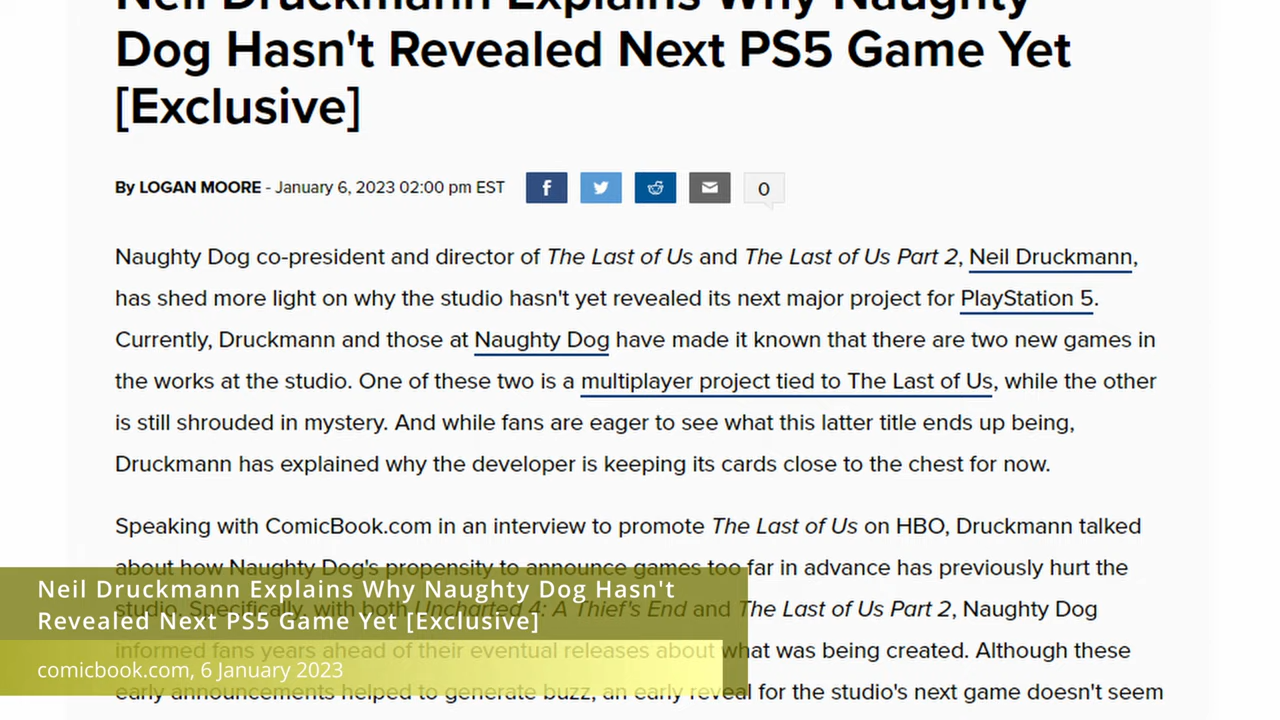 Neil Druckmann Explains Why Naughty
Dog Hasn't Revealed Next PS5 Game Yet
[Exclusive]
By LOGAN MOORE - January 6, 2023 02:00 pm EST
0
Naughty Dog co-president and director of The Last of Us and The Last of Us Part 2, Neil Druckmann,
has shed more light on why the studio hasn't yet revealed its next major project for PlayStation 5.
Currently, Druckmann and those at Naughty Dog have made it known that there are two new games in
the works at the studio. One of these two is a multiplayer project tied to The Last of Us, while the other
is still shrouded in mystery. And while fans are eager to see what this latter title ends up being,
Druckmann has explained why the developer is keeping its cards close to the chest for now.
Speaking with ComicBook.com in an interview to promote The Last of Us on HBO, Druckmann talked
about how Naughty Dog's propensity to announce games too far in advance has previously hurt the
studio. Specifically, with both Uncharted 4: A Thief's End and The Last of Us Part 2, Naughty Dog
informed fans years ahead of their eventual releases about what was being created. Although these
early announcements helped to generate buzz, an early reveal for the studio's next game doesn't seem
Neil Druckmann Explains Why Naughty Dog Hasn't
Revealed Next PS5 Game Yet [Exclusive]
comicbook.com, 6 January 2023